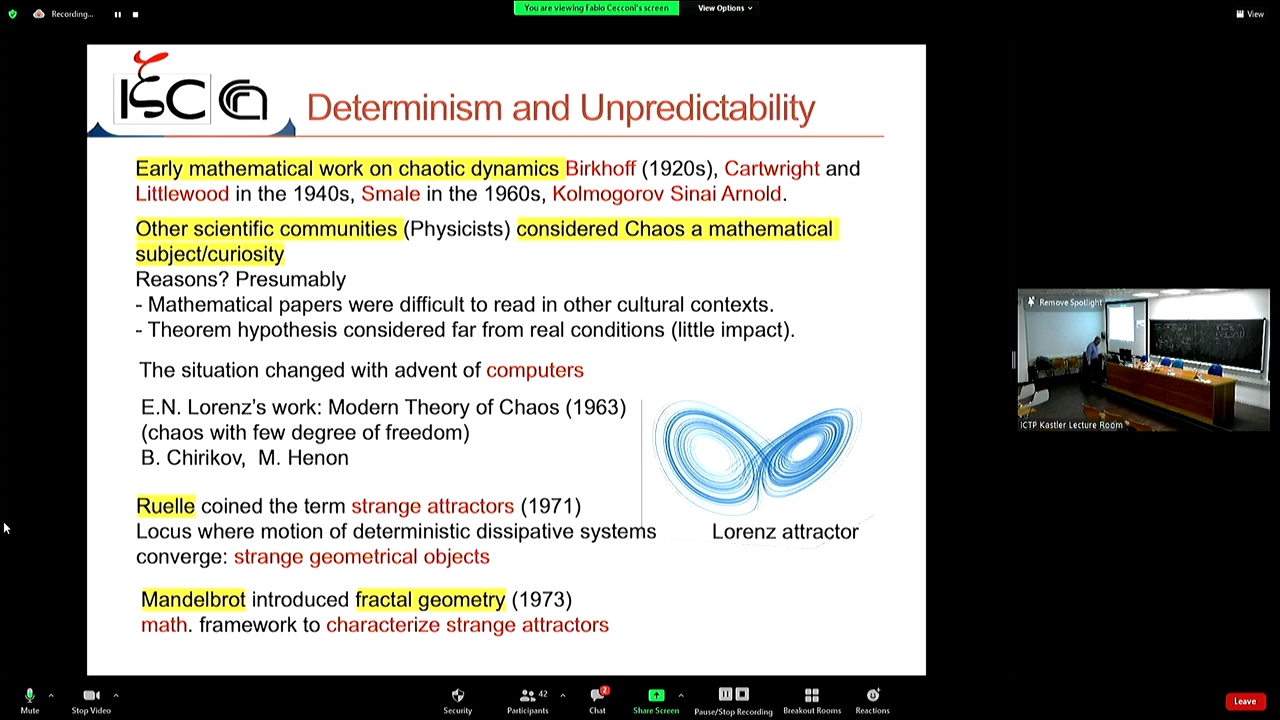 Recording...
You are viewing Fabio Cecconi's screen
View Options
View
ISC
Determinism and Unpredictability
Early mathematical work on chaotic dynamics Birkhoff (1920s), Cartwright and
Littlewood in the 1940s, Smale in the 1960s, Kolmogorov Sinai Arnold.
Other scientific communities (Physicists) considered Chaos a mathematical
subject/curiosity
Reasons? Presumably
- Mathematical papers were difficult to read in other cultural contexts.
- Theorem hypothesis considered far from real conditions (little impact).
The situation changed with advent of computers
E.N. Lorenz's work: Modern Theory of Chaos (1963)
(chaos with few degree of freedom)
B. Chirikov, M. Henon
Ruelle coined the term strange attractors (1971)
Locus where motion of deterministic dissipative systems
converge: strange geometrical objects
Lorenz attractor
Mandelbrot introduced fractal geometry (1973)
math. framework to characterize strange attractors
Remove Spotlight
ICTP Kastler Lecture Room
Mute
Stop Video
Security
42
Participants
2
Chat
Share Screen
Pause/Stop Recording
Breakout Rooms
Reactions
Leave